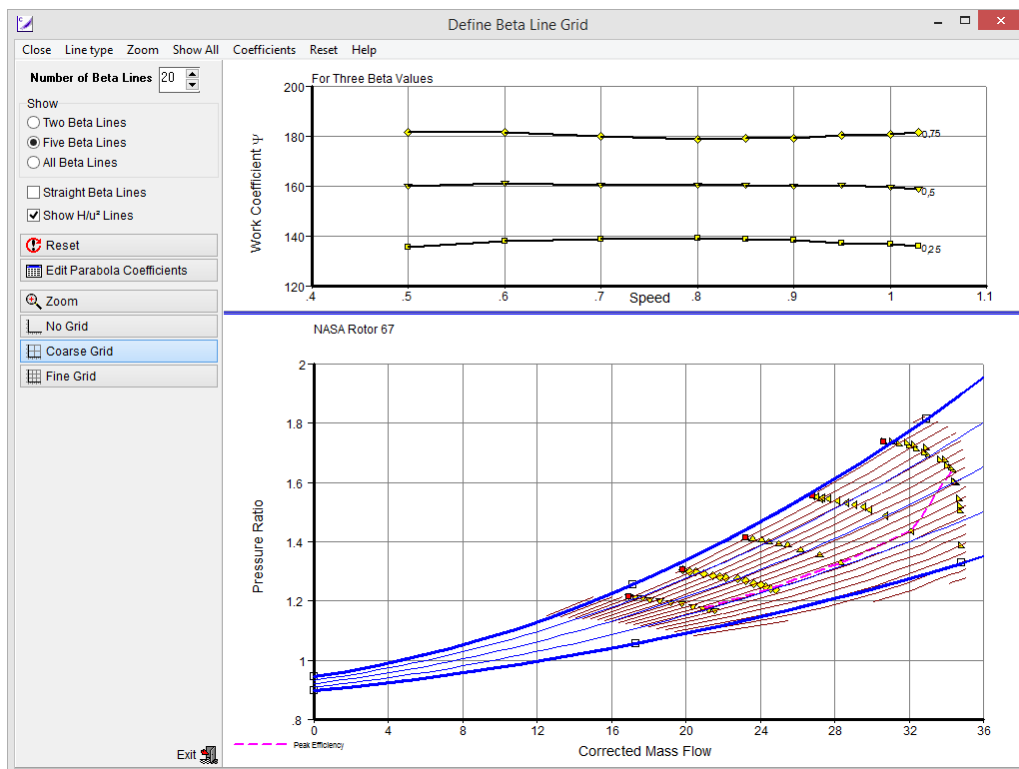 Define Beta Line Grid
Close Line type Zoom Show All Coefficients Reset Help
Number of Beta Lines 20
Show
Two Beta Lines
Five Beta Lines
All Beta Lines
Straight Beta Lines
Show H/u² Lines
Reset
Edit Parabola Coefficients
Zoom
No Grid
Coarse Grid
Fine Grid
Exit
For Three Beta Values
200
180
160
140
120
Work Coefficient Ψ
0,75
0,5
0,25
.4 .5 .6 .7 .8 .9 1 1.1
Speed
NASA Rotor 67
2
1.8
1.6
1.4
1.2
1
.8
Pressure Ratio
0 4 8 12 16 20 24 28 32 36
Corrected Mass Flow
Peak Efficiency